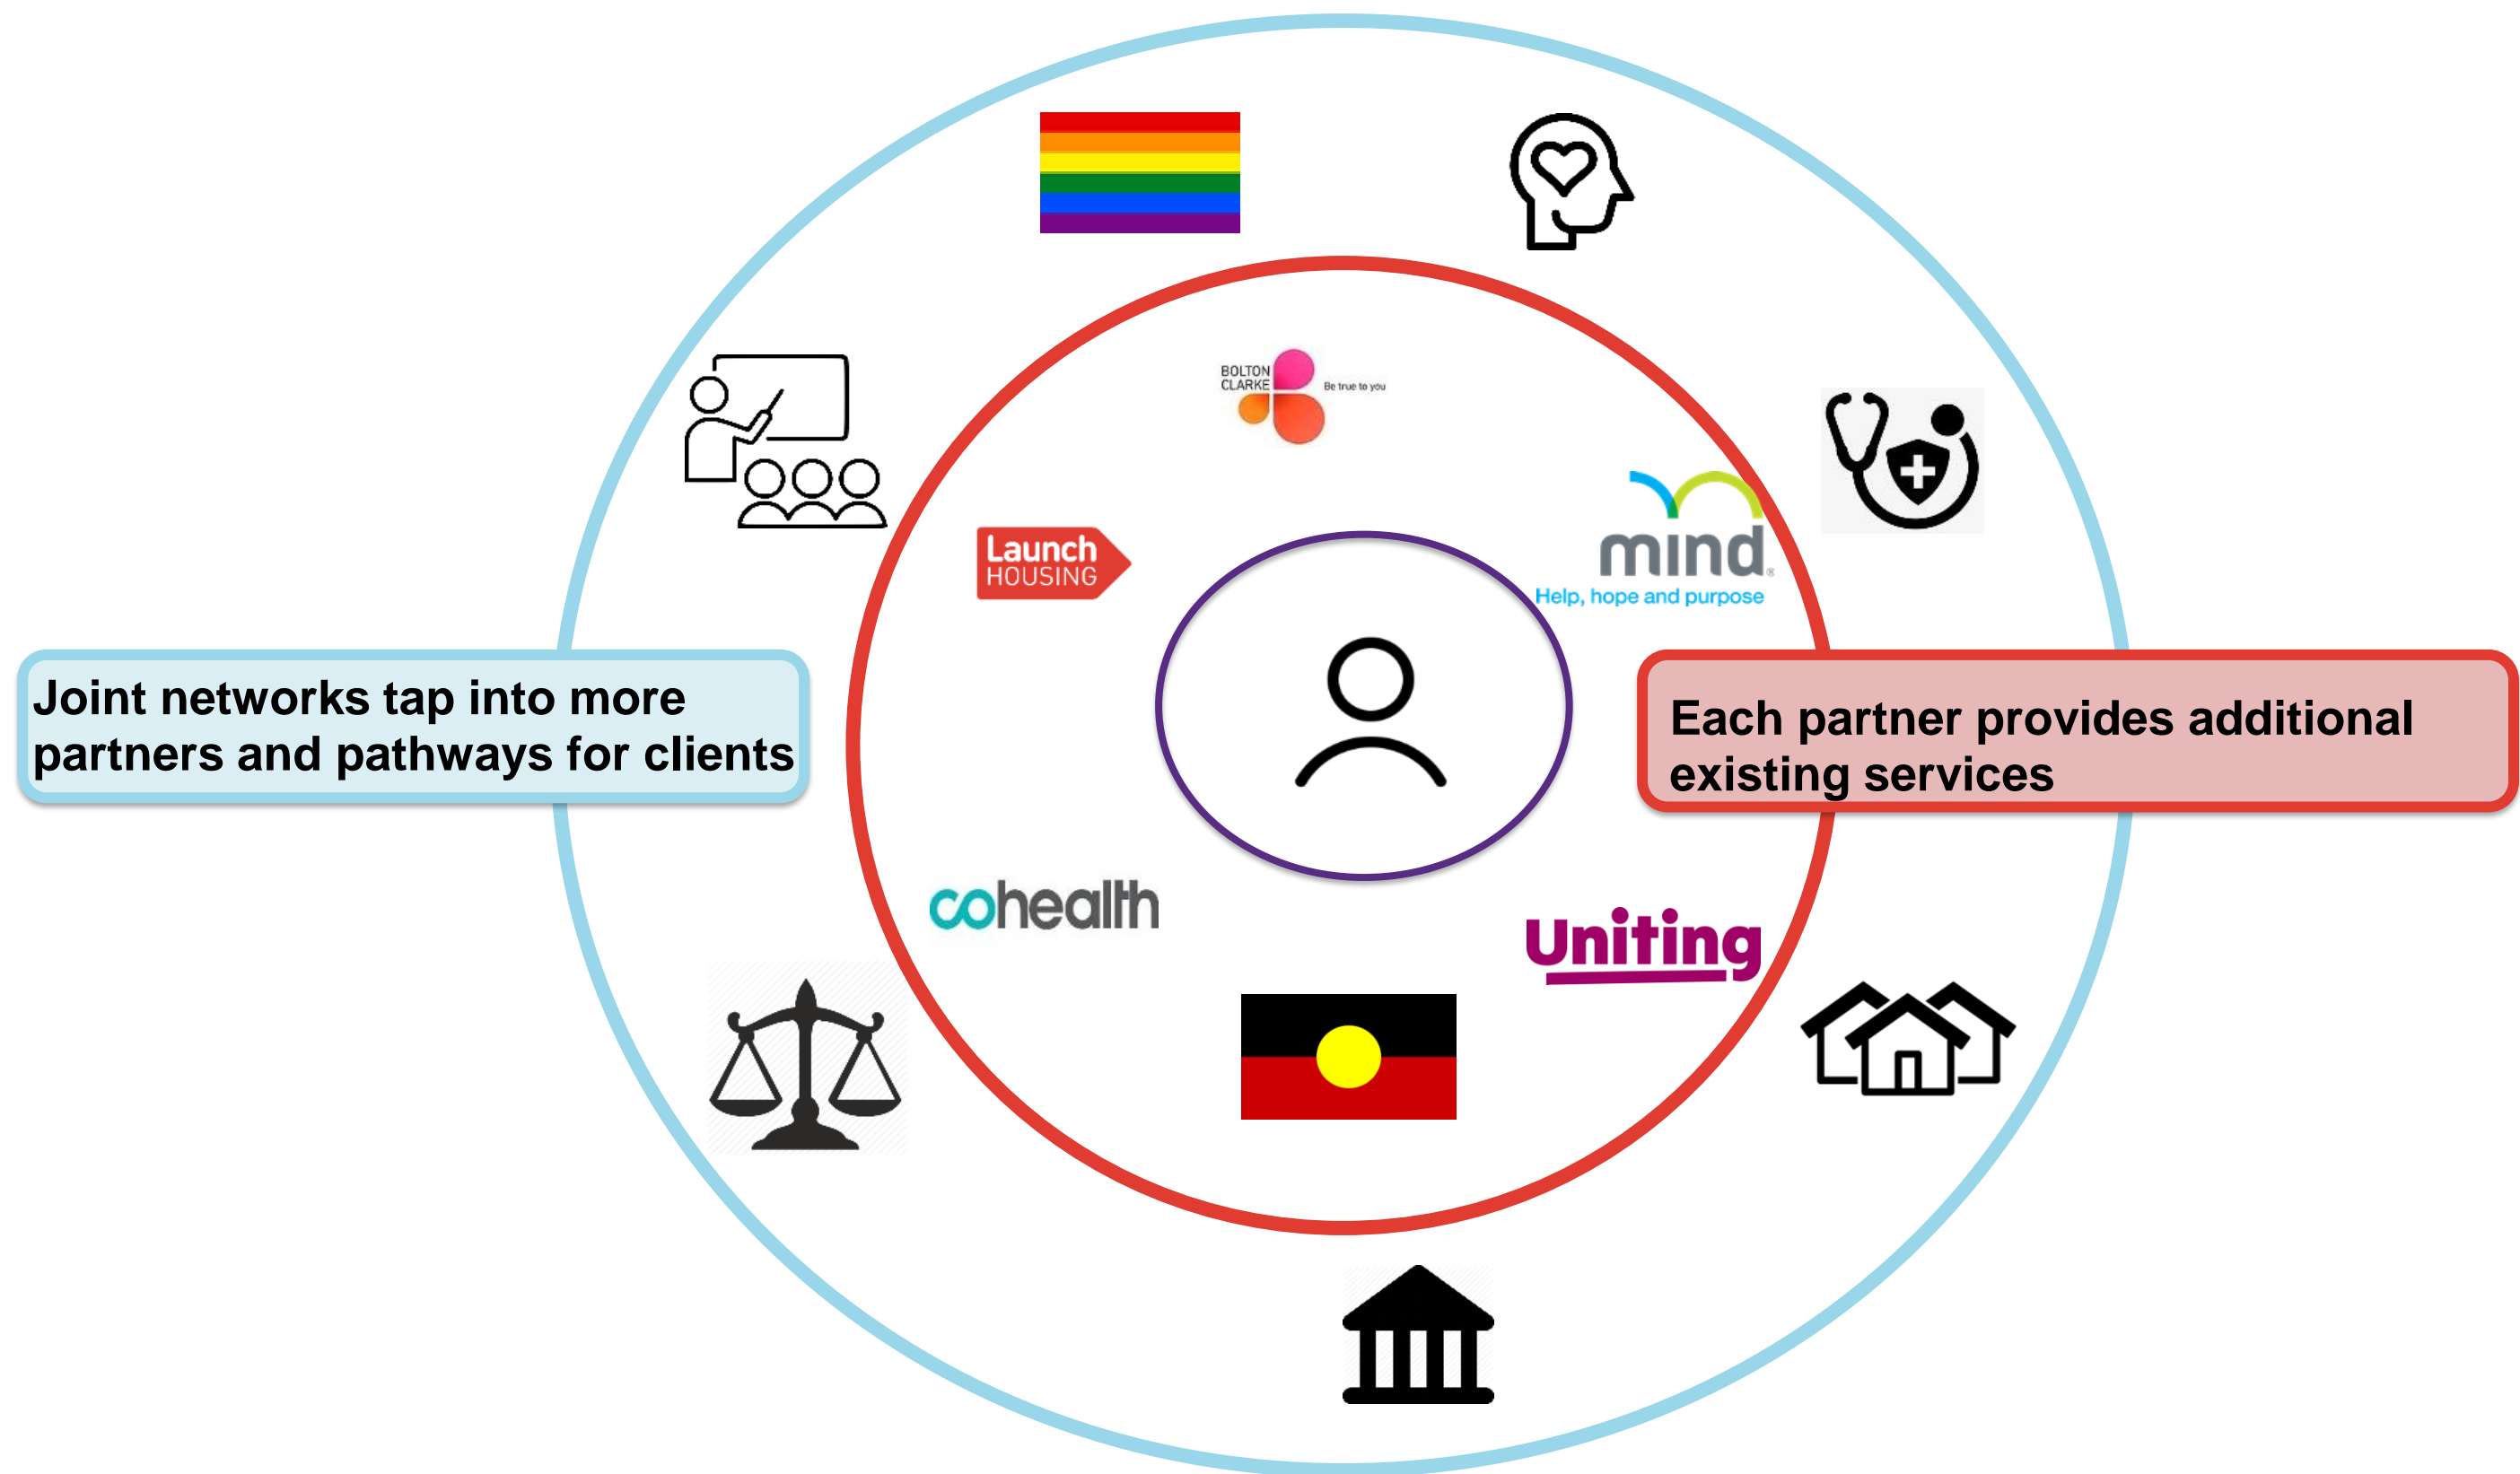 BOLTON
CLARKE
Be true to you
Launch
HOUSING
mind®
Help, hope and purpose
Joint networks tap into more
partners and pathways for clients
Each partner provides additional
existing services
cohealth
Uniting